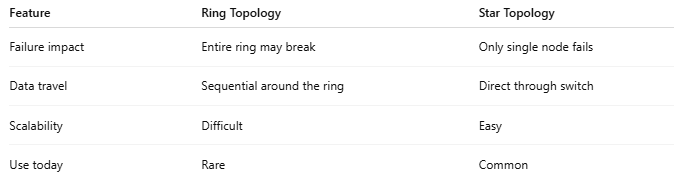 Feature Ring Topology Star Topology
Failure impact Entire ring may break Only single node fails
Data travel Sequential around the ring Direct through switch
Scalability Difficult Easy
Use today Rare Common